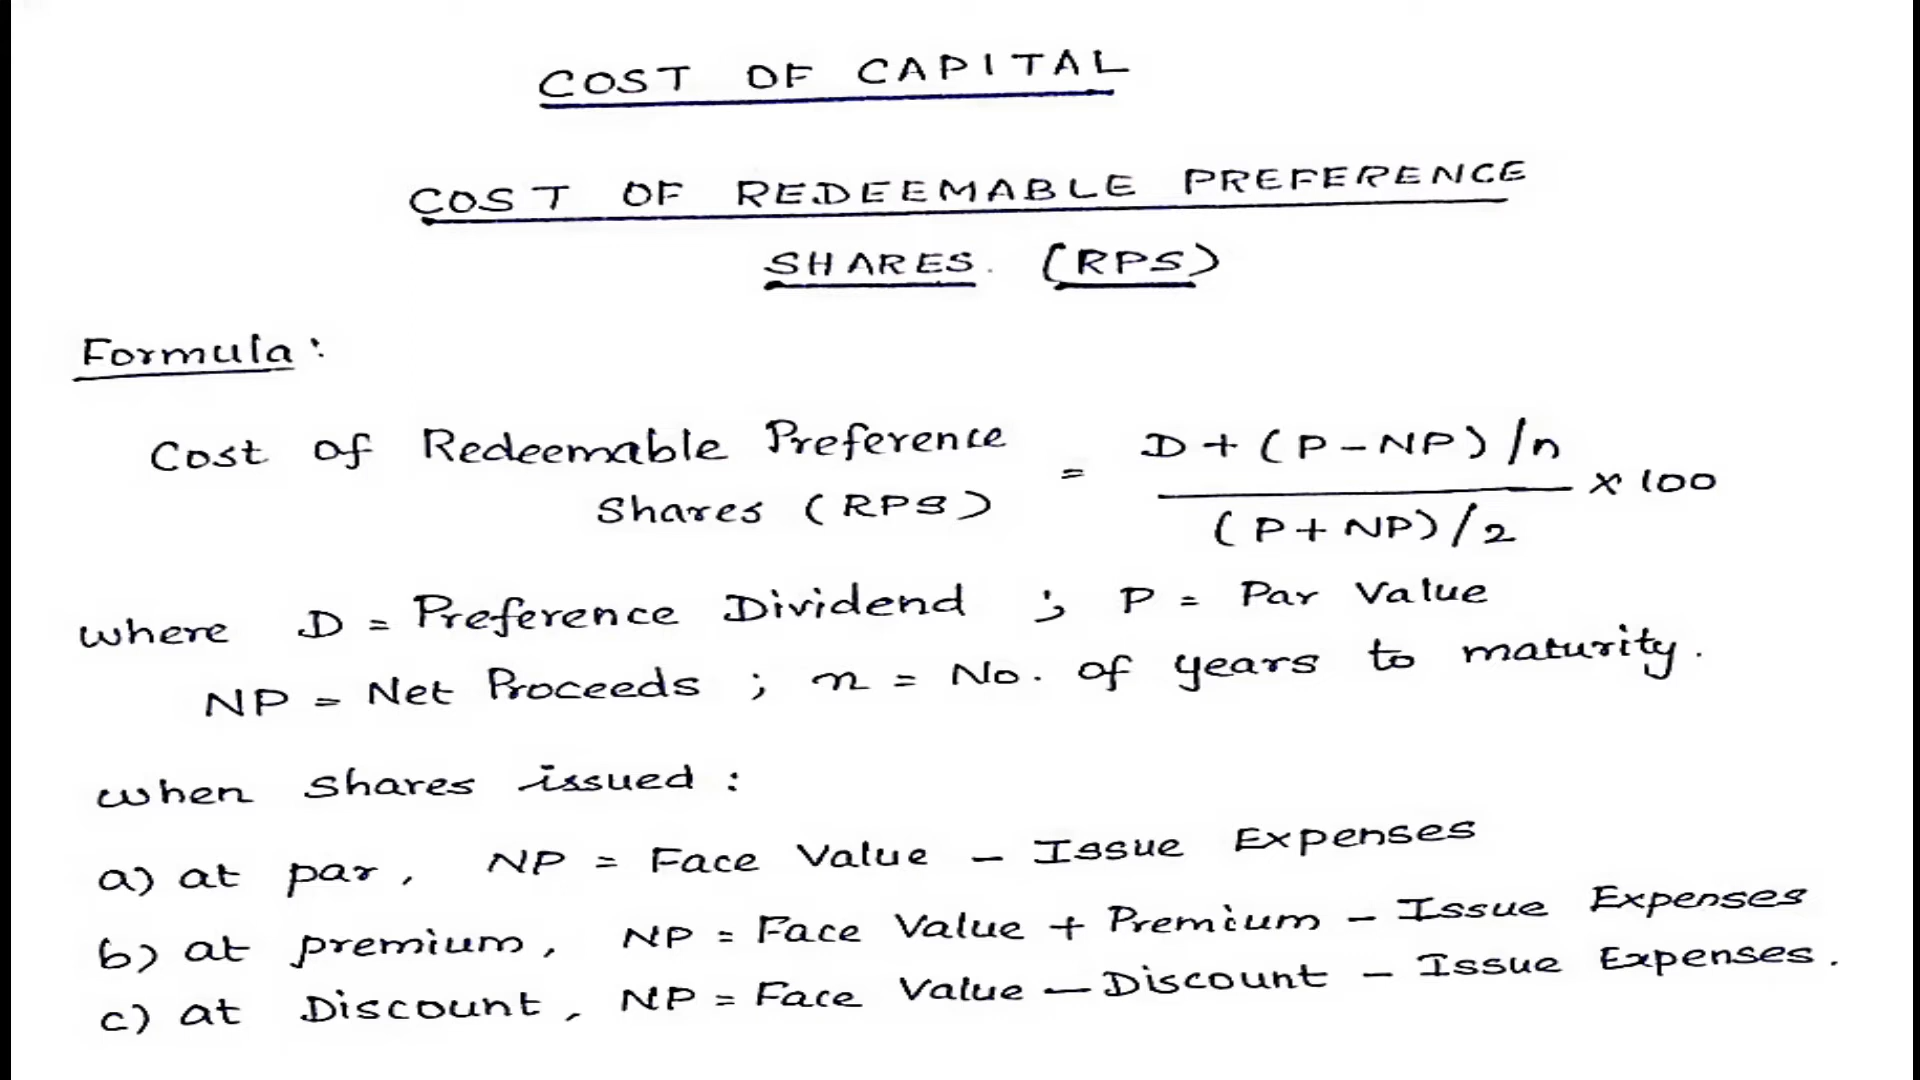 COST OF CAPITAL
COST OF REDEEMABLE PREFERENCE
SHARES. (RPS)
Formula:
Cost of Redeemable Preference Shares (RPS) = D + (P - NP) / n / (P + NP) / 2 × 100
where D = Preference Dividend ; P = Par Value
NP = Net Proceeds ; n = No. of years to maturity.
when shares issued :
a) at par, NP = Face Value - Issue Expenses
b) at premium, NP = Face Value + Premium - Issue Expenses
c) at Discount, NP = Face Value - Discount - Issue Expenses.